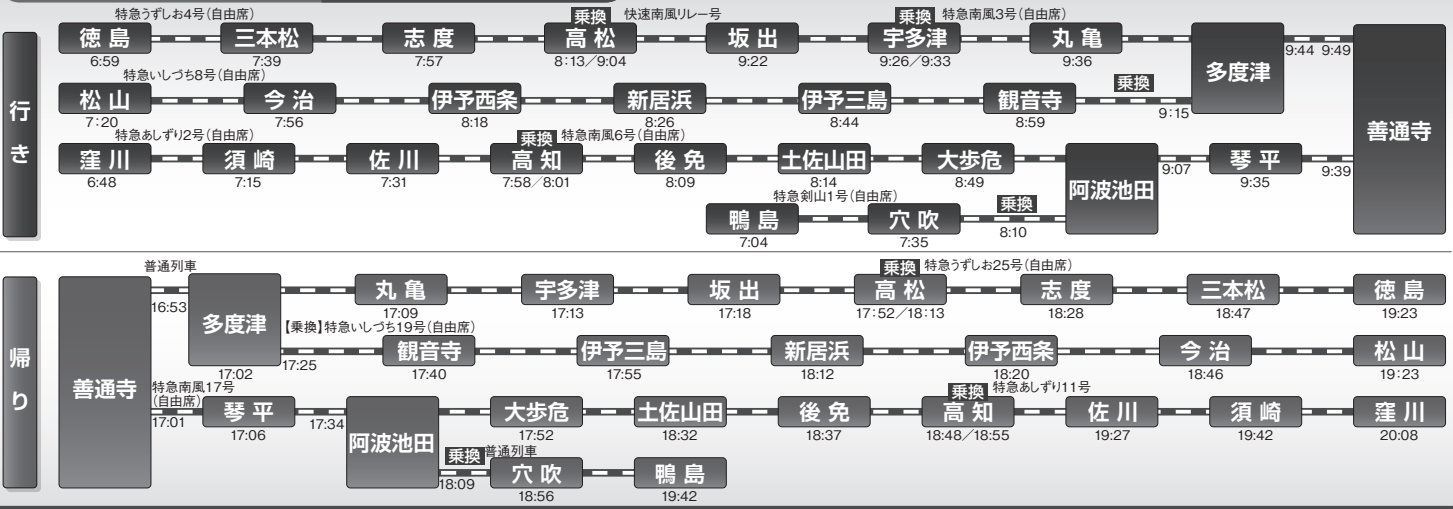 行き
特急うずしお4号（自由席） 乗換 快速南風リレー号 乗換 特急南風3号（自由席）
徳島 三本松 志度 高松 坂出 宇多津 丸亀 多度津 9:44 9:49 善通寺
6:59 7:39 7:57 8:13／9:04 9:22 9:26／9:33 9:36
特急いしづち8号（自由席） 乗換
松山 今治 伊予西条 新居浜 伊予三島 観音寺 9:15
7:20 7:56 8:18 8:26 8:44 8:59
特急あしずり2号（自由席） 乗換 特急南風6号（自由席）
窪川 須崎 佐川 高知 後免 土佐山田 大歩危 阿波池田 9:07 琴平 9:39
6:48 7:15 7:31 7:58／8:01 8:09 8:14 8:49 9:35
特急剣山1号（自由席） 乗換
鴨島 穴吹 8:10
7:04 7:35
帰り
普通列車 乗換 特急うずしお25号（自由席）
善通寺 16:53 多度津 丸亀 宇多津 坂出 高松 志度 三本松 徳島
17:02 17:09 17:13 17:18 17:52／18:13 18:28 18:47 19:23
【乗換】特急いしづち19号（自由席）
17:25 観音寺 伊予三島 新居浜 伊予西条 今治 松山
17:40 17:55 18:12 18:20 18:46 19:23
特急南風17号
（自由席） 乗換 特急あしずり11号
17:01 琴平 17:34 阿波池田 大歩危 土佐山田 後免 高知 佐川 須崎 窪川
17:06 17:52 18:32 18:37 18:48／18:55 19:27 19:42 20:08
乗換 普通列車
18:09 穴吹 鴨島
18:56 19:42